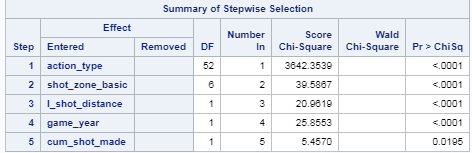 Summary of Stepwise Selection
Step Effect Entered Removed DF Number In Score Chi-Square Wald Chi-Square Pr > ChiSq
1 action_type 52 1 3642.3539 <.0001
2 shot_zone_basic 6 2 39.5867 <.0001
3 l_shot_distance 1 3 20.9619 <.0001
4 game_year 1 4 25.8553 <.0001
5 cum_shot_made 1 5 5.4570 0.0195